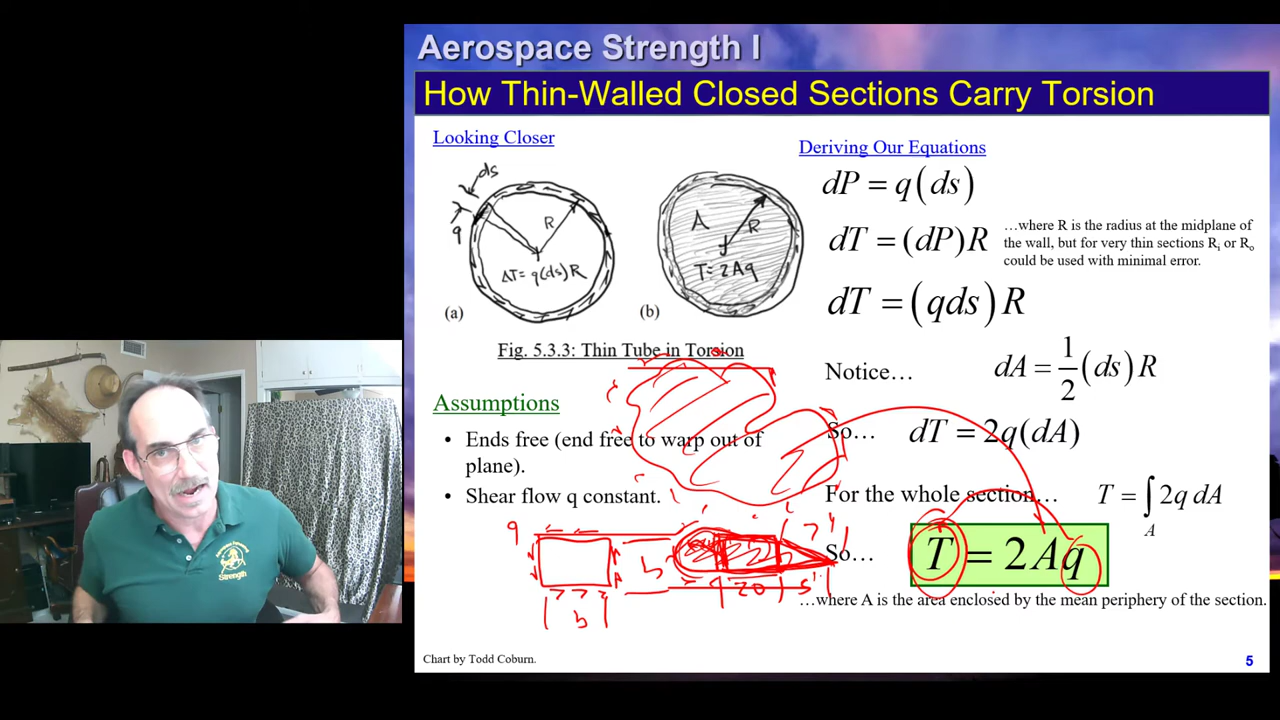 Aerospace Strength I
How Thin-Walled Closed Sections Carry Torsion
Looking Closer
ds
q
R
ΔT = q(ds)R
(a)
A
R
T = 2Aq
(b)
Fig. 5.3.3: Thin Tube in Torsion
Assumptions
• Ends free (end free to warp out of
plane).
• Shear flow q constant.
q
b
b
20
5"
Deriving Our Equations
dP = q(ds)
dT = (dP)R
…where R is the radius at the midplane of
the wall, but for very thin sections Ri or Ro
could be used with minimal error.
dT = (qds)R
Notice… dA = 1/2 (ds)R
So… dT = 2q(dA)
For the whole section… T = ∫A 2q dA
So… T = 2Aq
…where A is the area enclosed by the mean periphery of the section.
Chart by Todd Coburn.
5
Strength